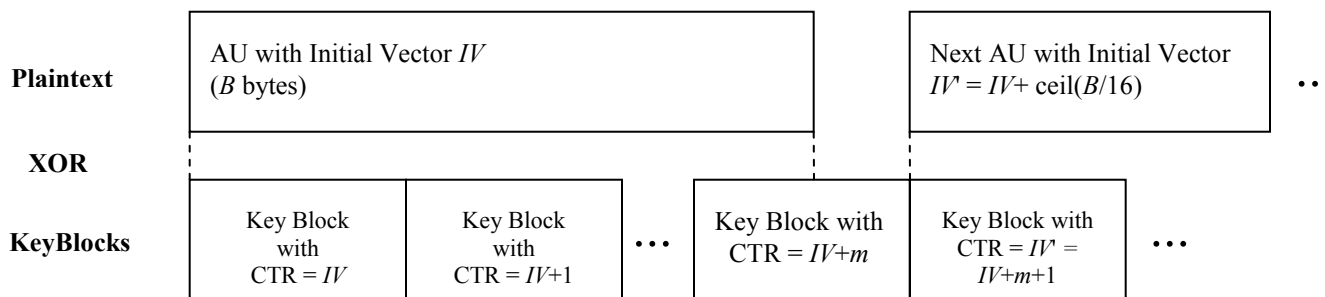 AU with Initial Vector IV
(B bytes)
Next AU with Initial Vector
IV' = IV+ ceil(B/16)
Plaintext
..
XOR
KeyBlocks
Key Block
with
CTR = IV
Key Block
with
CTR = IV+1
...
Key Block with
CTR = IV+m
Key Block with
CTR = IV' =
IV+m+1
...